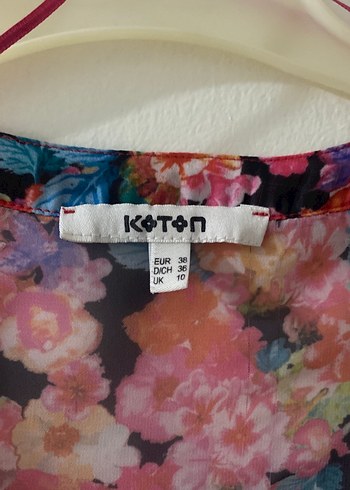 KOTON
EUR 38
D/CH 36
UK 10